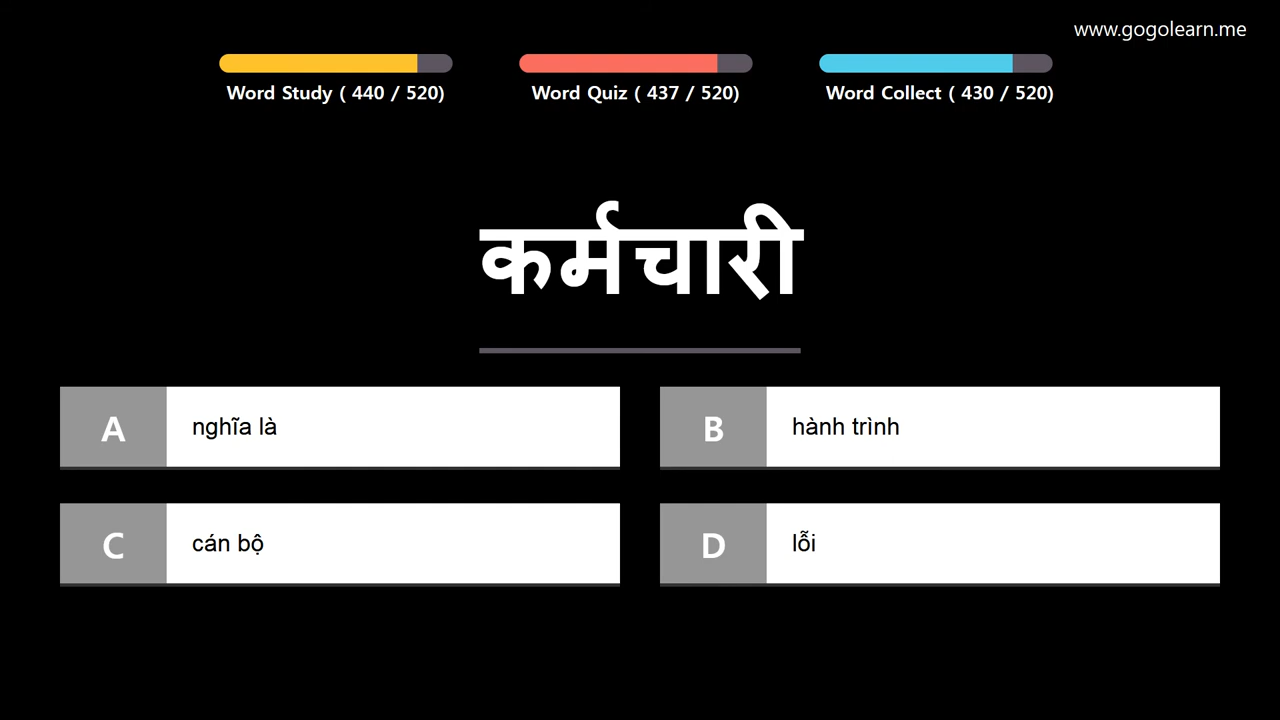 www.gogolearn.me
Word Study ( 440 / 520)
Word Quiz ( 437 / 520)
Word Collect ( 430 / 520)
कर्मचारी
A
nghĩa là
B
hành trình
C
cán bộ
D
lỗi